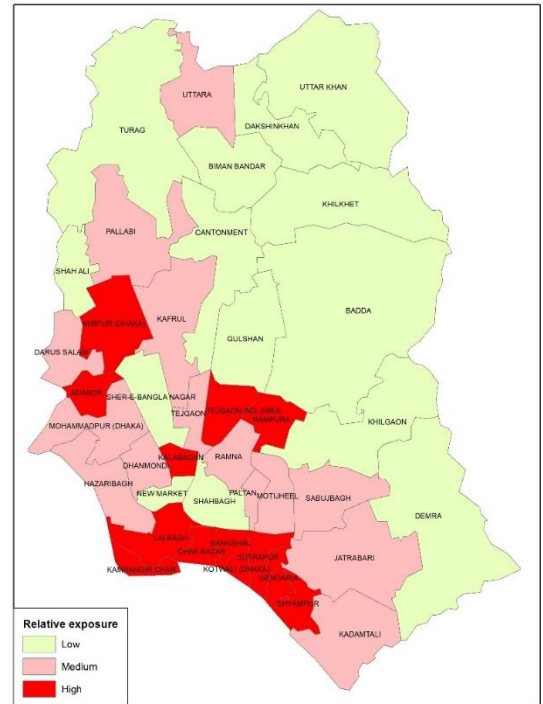 UTTARA
UTTAR KHAN
TURAG
DAKSHINKHAN
BIMAN BANDAR
KHILKHET
PALLABI
CANTONMENT
SHAH ALI
BADDA
MIRPUR (DHAKA)
KAFRUL
GULSHAN
DARUS SALAM
ADABOR
SHER-E-BANGLA NAGAR
TEJGAON
TEJGAON IND. AREA
RAMPURA
KHILGAON
MOHAMMADPUR (DHAKA)
KALABAGAN
RAMNA
DHANMONDI
HAZARIBAGH
NEW MARKET
SHAHBAGH
PALTAN
MOTIJHEEL
SABUJBAGH
DEMRA
LALBAGH
BANGSHAL
CHAK BAZAR
SUTRAPUR
JATRABARI
KAMRANGIR CHAR
KOTWALI (DHAKA)
GENDARIA
SHYAMPUR
KADAMTALI
Relative exposure
Low
Medium
High